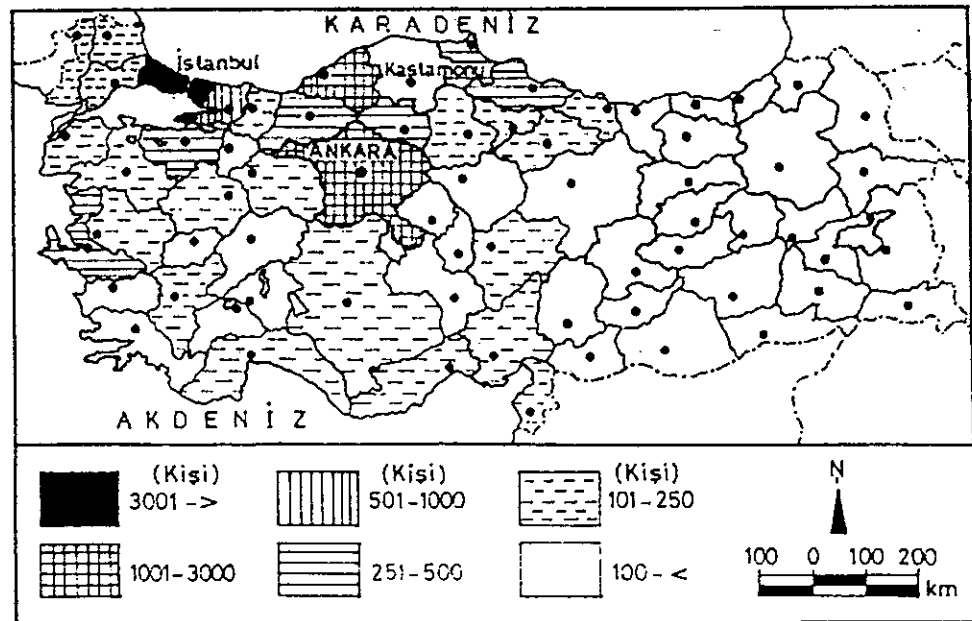 KARADENİZ
İstanbul
Kastamonu
ANKARA
AKDENİZ
(Kişi) (Kişi) (Kişi)
3001 -> 501-1000 101-250
1001-3000 251-500 100-<
N
100 0 100 200
km